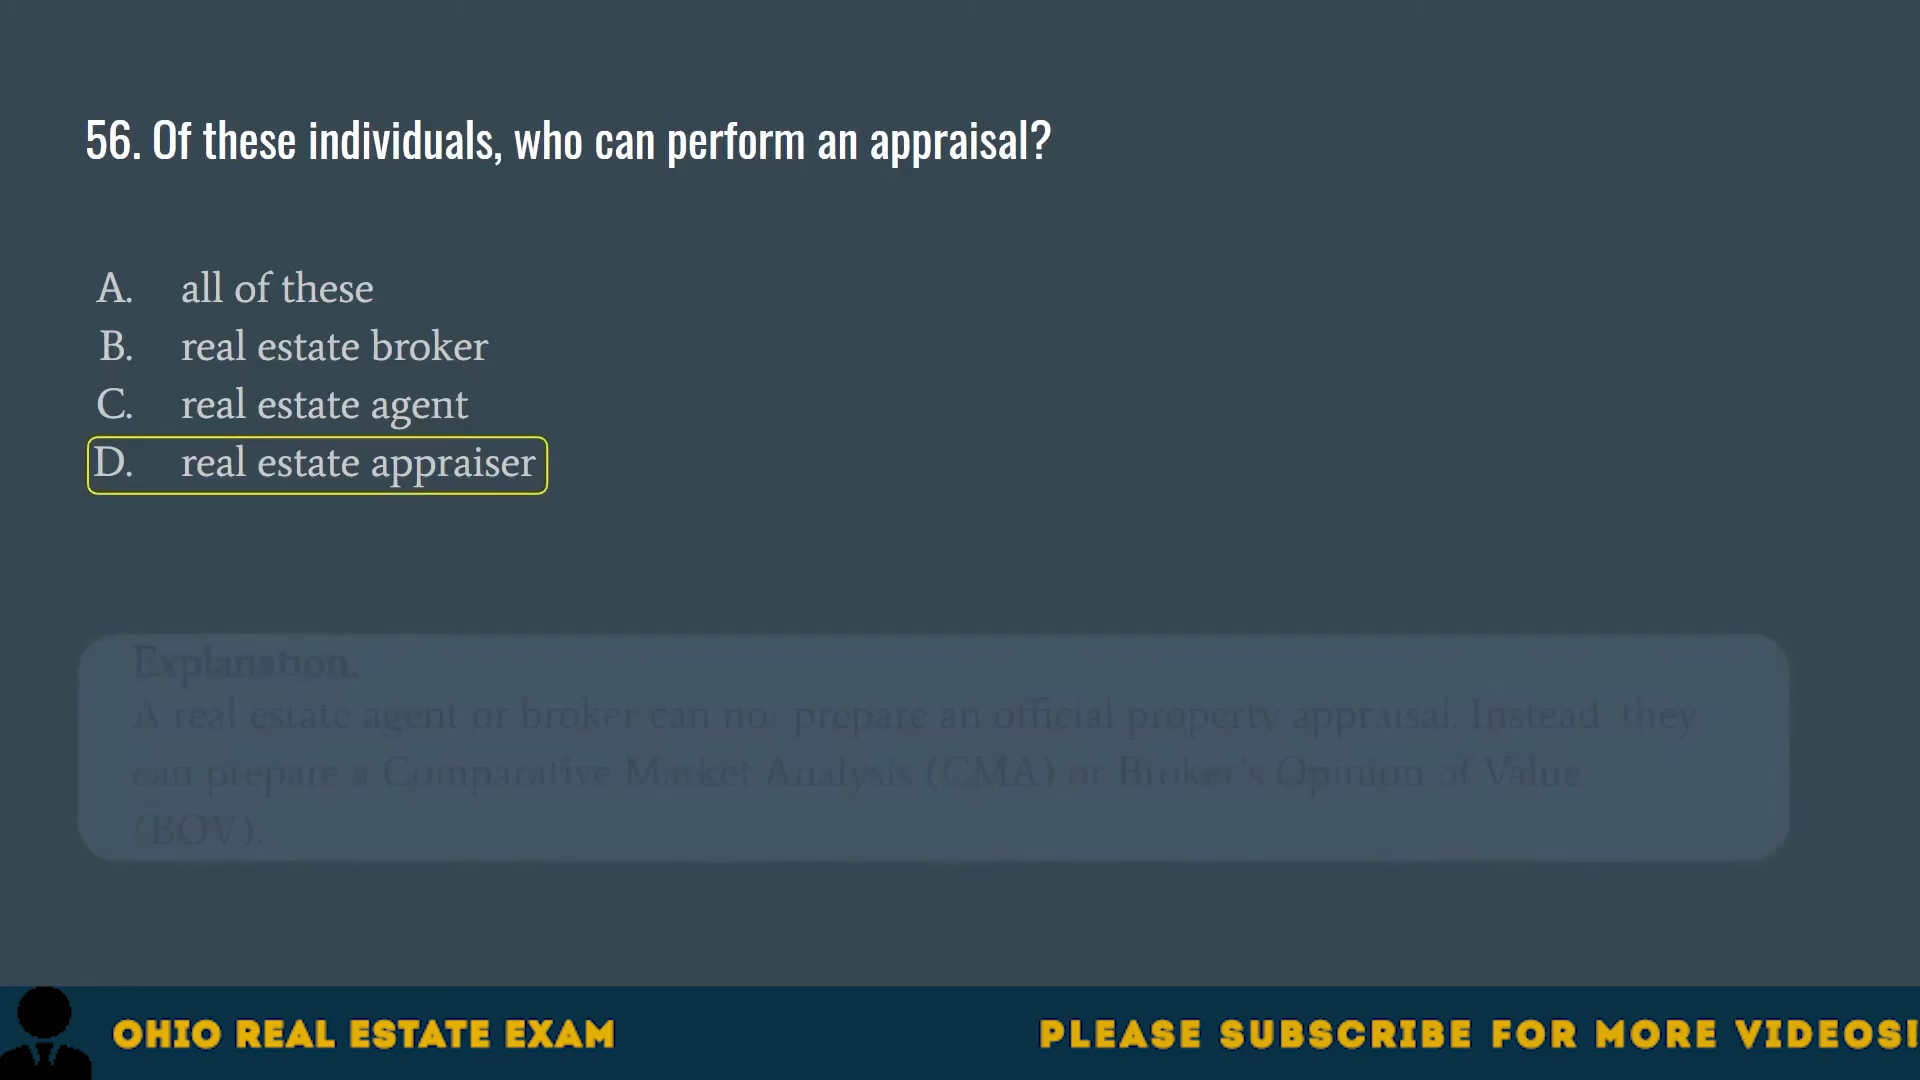 56. Of these individuals, who can perform an appraisal?
A. all of these
B. real estate broker
C. real estate agent
D. real estate appraiser
Explanation.
A real estate agent or broker can not prepare an official property appraisal. Instead, they
can prepare a Comparative Market Analysis (CMA) or Broker's Opinion of Value
(BOV).
OHIO REAL ESTATE EXAM
PLEASE SUBSCRIBE FOR MORE VIDEOS!